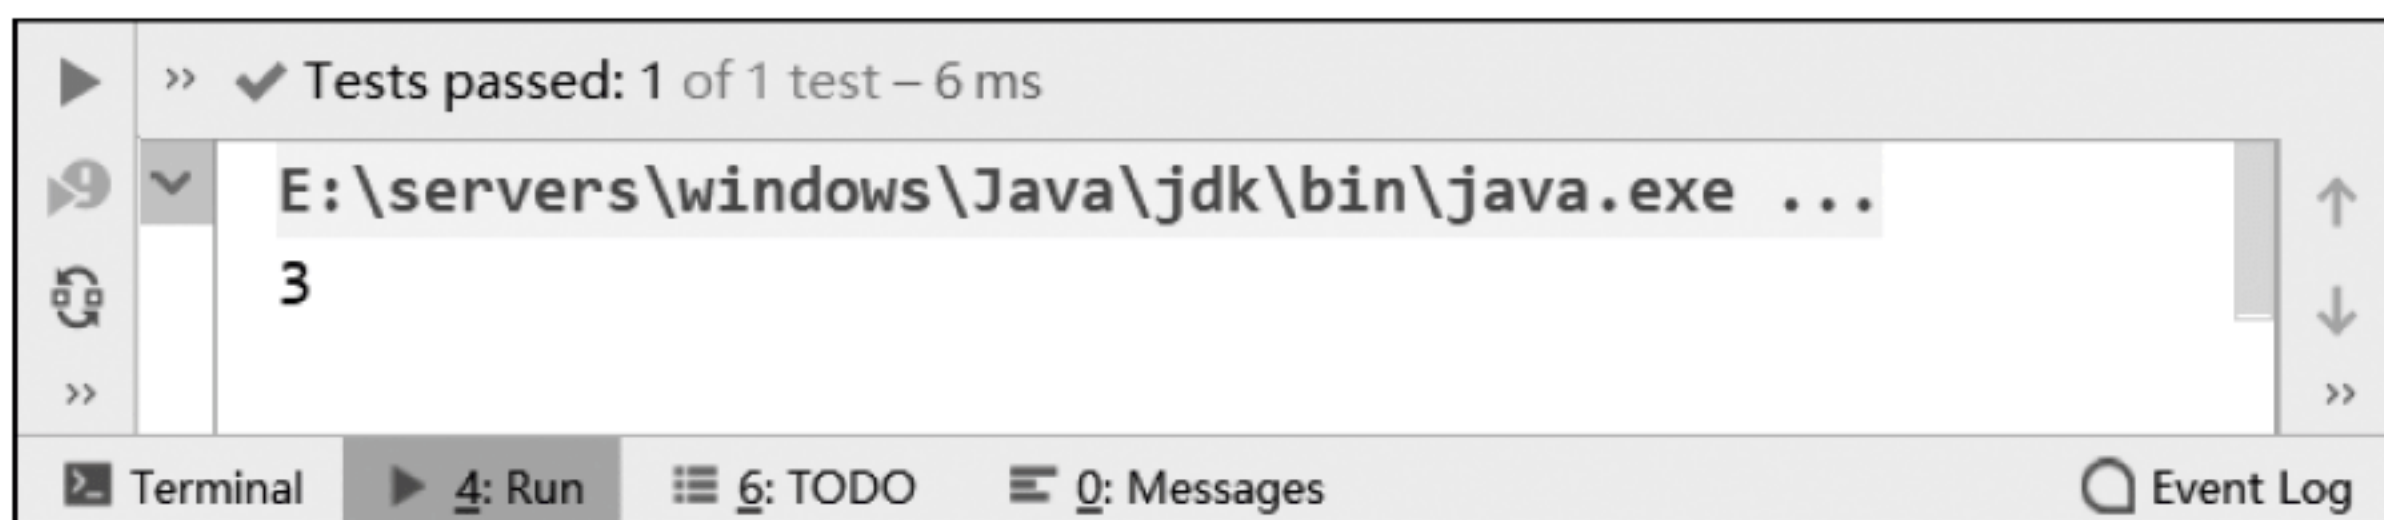 Tests passed: 1 of 1 test – 6 ms
E:\servers\windows\Java\jdk\bin\java.exe ...
3
Terminal 4: Run 6: TODO 0: Messages Event Log